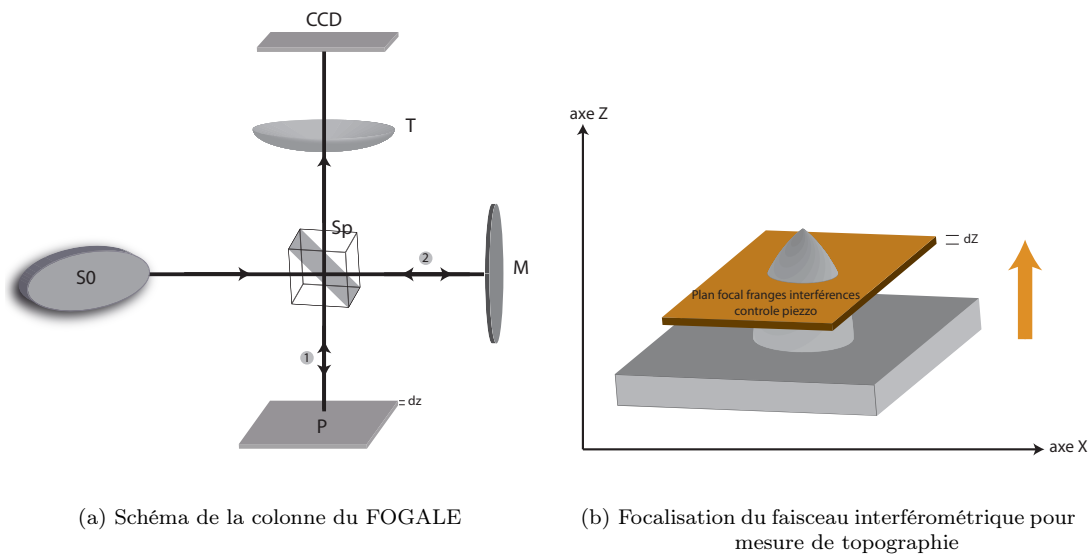 CCD
T
Sp
S0
2
M
1
dz
P
(a) Schéma de la colonne du FOGALE
axe Z
dZ
Plan focal franges interférences
controle piezzo
axe X
(b) Focalisation du faisceau interférométrique pour
mesure de topographie